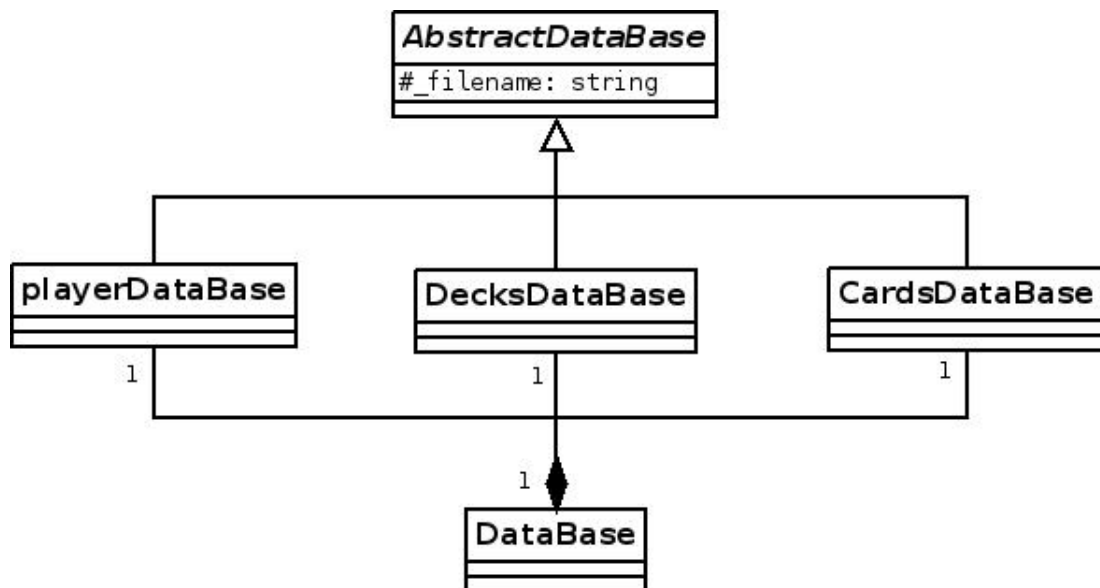 AbstractDataBase
#_filename: string
playerDataBase
DecksDataBase
CardsDataBase
1
1
1
1
DataBase